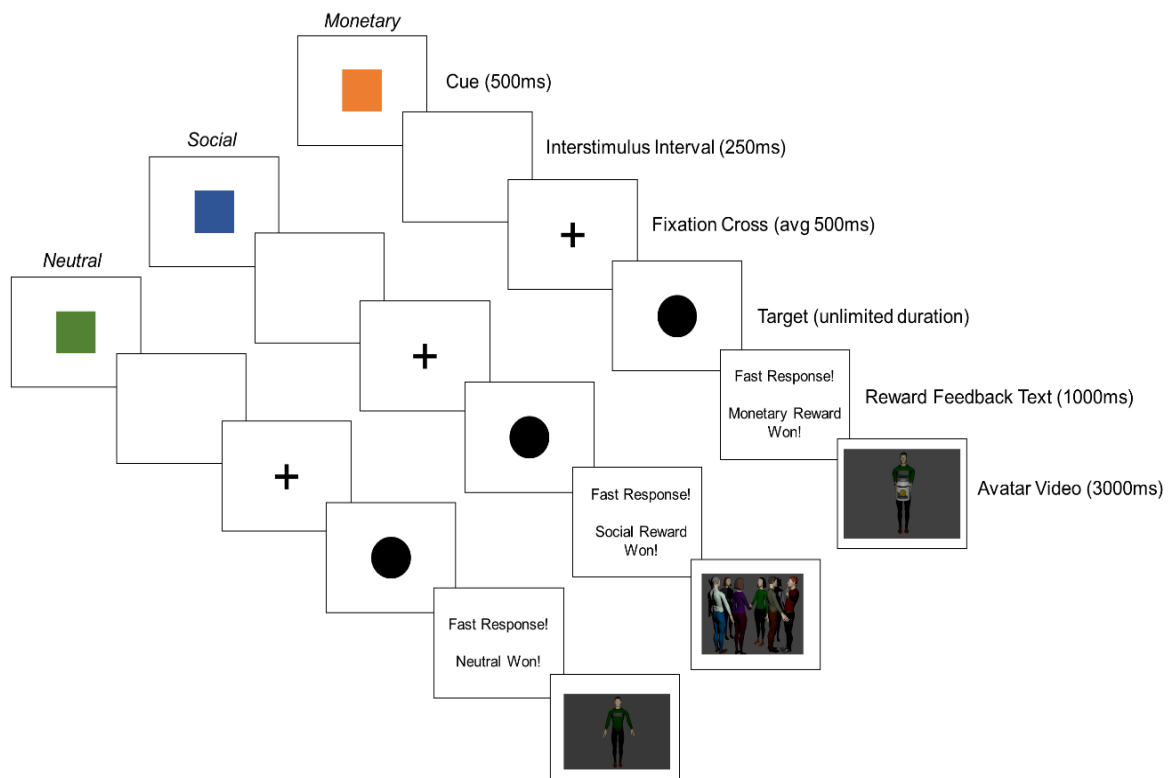 Monetary
Cue (500ms)
Social
Interstimulus Interval (250ms)
Fixation Cross (avg 500ms)
Neutral
Target (unlimited duration)
Fast Response!
Monetary Reward
Won!
Reward Feedback Text (1000ms)
Avatar Video (3000ms)
Fast Response!
Social Reward
Won!
Fast Response!
Neutral Won!